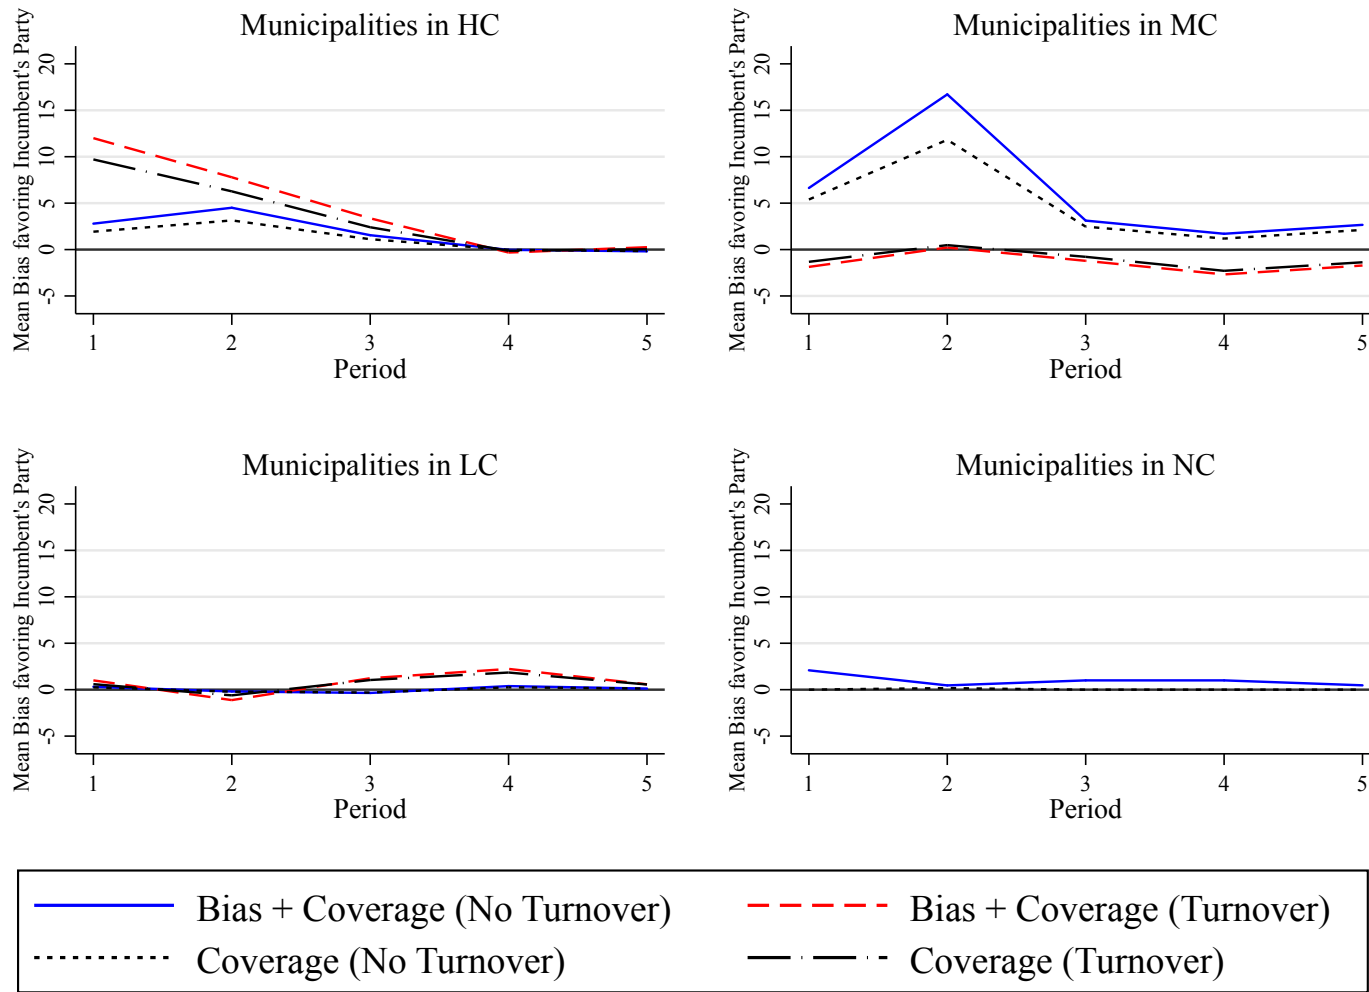 Municipalities in HC
Mean Bias favoring Incumbent's Party
20
15
10
5
0
-5
1 2 3 4 5
Period
Municipalities in MC
Mean Bias favoring Incumbent's Party
20
15
10
5
0
-5
1 2 3 4 5
Period
Municipalities in LC
Mean Bias favoring Incumbent's Party
20
15
10
5
0
-5
1 2 3 4 5
Period
Municipalities in NC
Mean Bias favoring Incumbent's Party
20
15
10
5
0
-5
1 2 3 4 5
Period
Bias + Coverage (No Turnover)
Bias + Coverage (Turnover)
Coverage (No Turnover)
Coverage (Turnover)